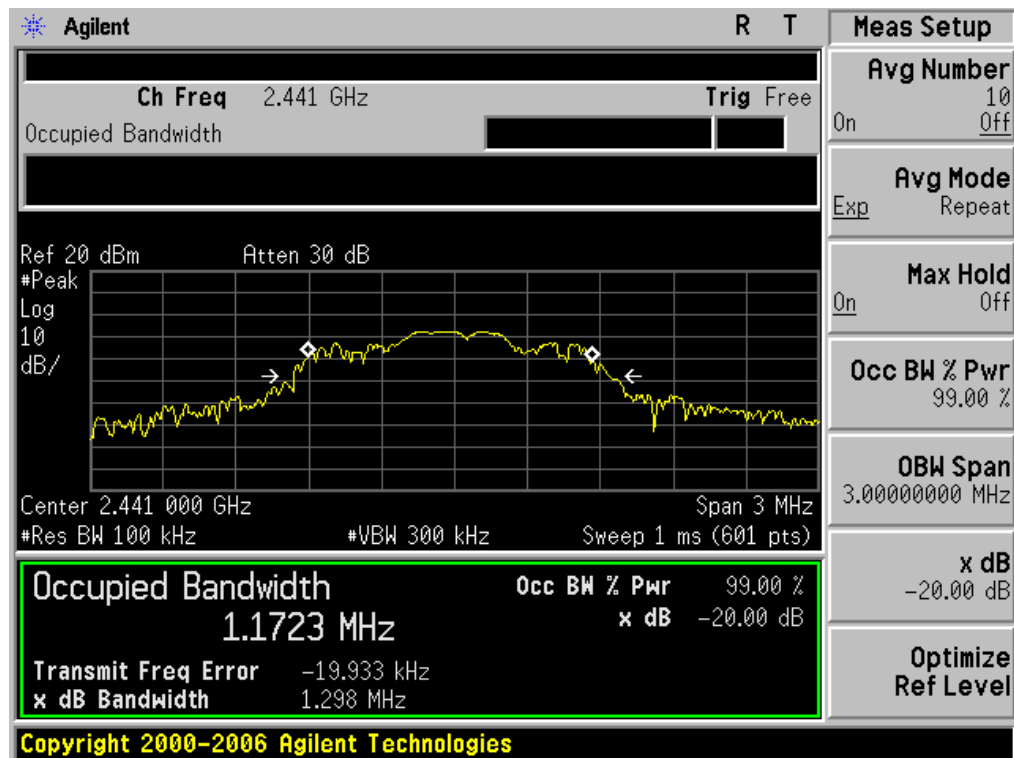 Agilent R T
Ch Freq 2.441 GHz Trig Free
Occupied Bandwidth
Ref 20 dBm Atten 30 dB
#Peak
Log
10
dB/
Center 2.441 000 GHz Span 3 MHz
#Res BW 100 kHz #VBW 300 kHz Sweep 1 ms (601 pts)
Occupied Bandwidth Occ BW % Pwr 99.00 %
1.1723 MHz x dB -20.00 dB
Transmit Freq Error -19.933 kHz
x dB Bandwidth 1.298 MHz
Copyright 2000-2006 Agilent Technologies
Meas Setup
Avg Number
10
On Off
Avg Mode
Exp Repeat
Max Hold
On Off
Occ BW % Pwr
99.00 %
OBW Span
3.00000000 MHz
x dB
-20.00 dB
Optimize
Ref Level